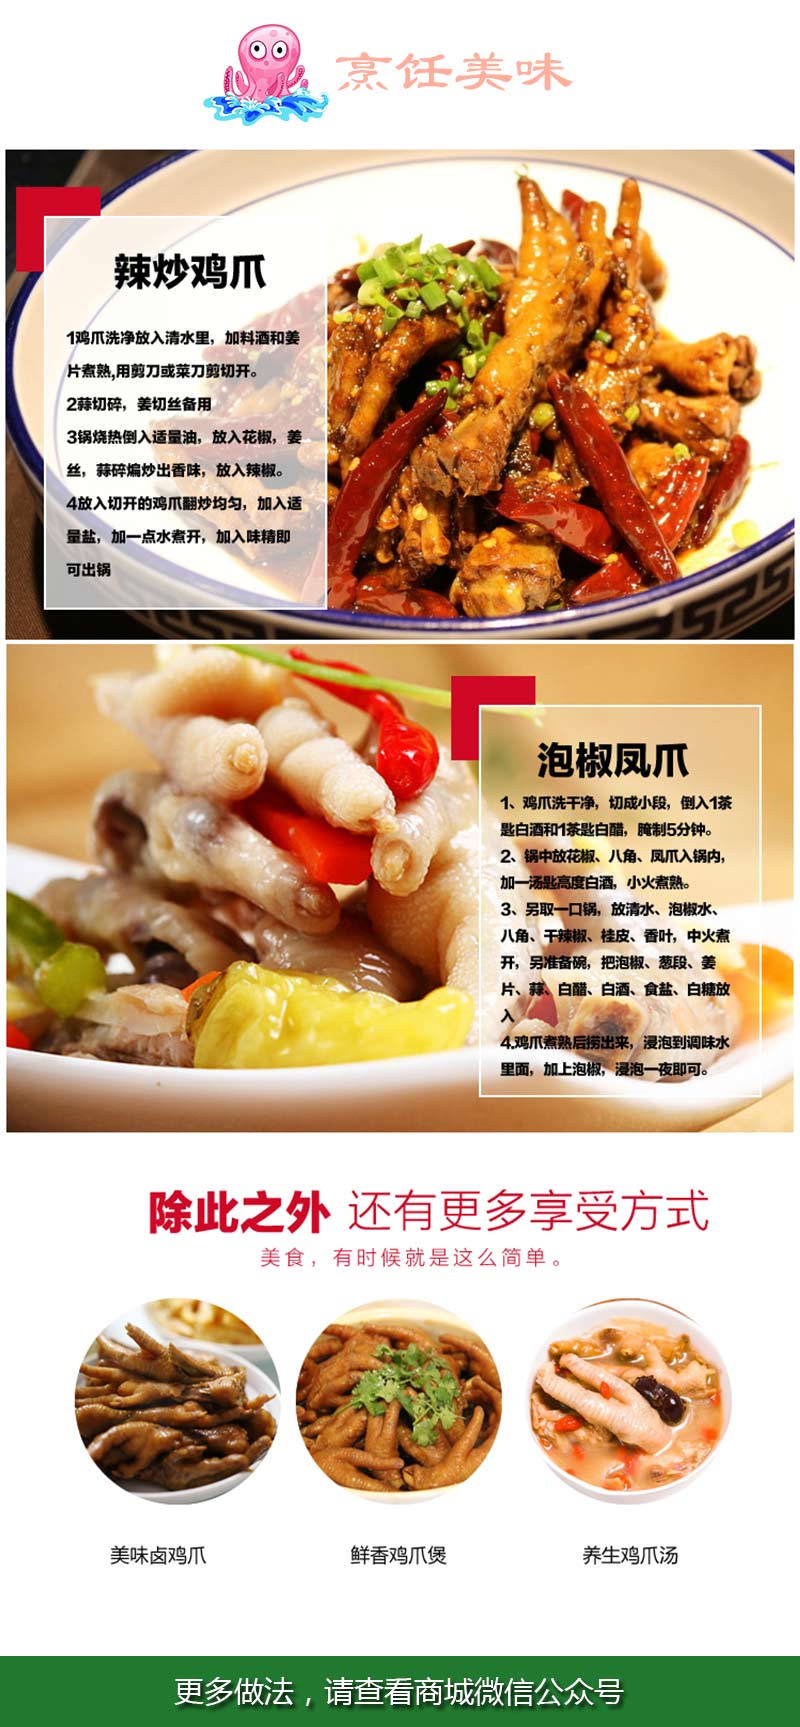 烹饪美味
辣炒鸡爪
1鸡爪洗净放入清水里，加料酒和姜
片煮熟,用剪刀或菜刀剪切开。
2蒜切碎，姜切丝备用
3锅烧热倒入适量油，放入花椒，姜
丝，蒜碎煸炒出香味，放入辣椒。
4放入切开的鸡爪翻炒均匀，加入适
量盐，加一点水煮开，加入味精即
可出锅
泡椒凤爪
1、鸡爪洗干净，切成小段，倒入1茶
匙白酒和1茶匙白醋，腌制5分钟。
2、锅中放花椒、八角、凤爪入锅内，
加一汤匙高度白酒，小火煮熟。
3、另取一口锅，放清水、泡椒水、
八角、干辣椒、桂皮、香叶，中火煮
开，另准备碗，把泡椒、葱段、姜
片、蒜、白醋、白酒、食盐、白糖放
入
4.鸡爪煮熟后捞出来，浸泡到调味水
里面，加上泡椒，浸泡一夜即可。
除此之外 还有更多享受方式
美食，有时候就是这么简单。
美味卤鸡爪
鲜香鸡爪煲
养生鸡爪汤
更多做法，请查看商城微信公众号